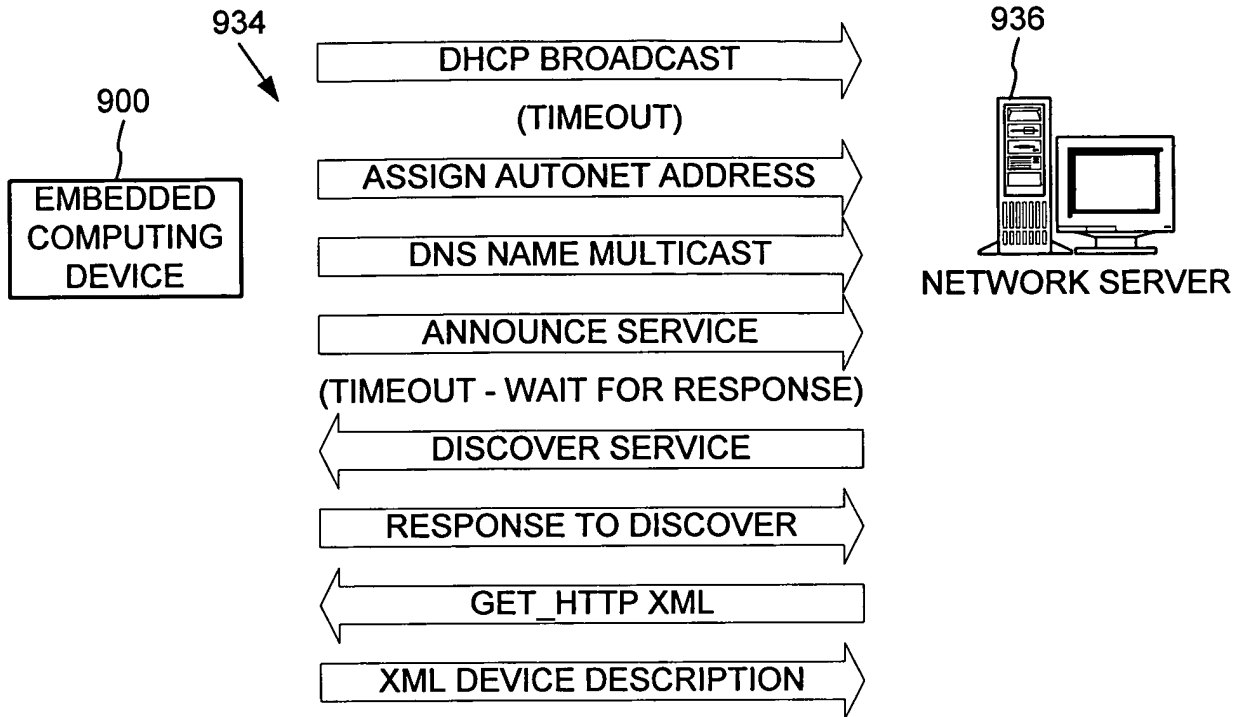 934
936
DHCP BROADCAST
900
(TIMEOUT)
ASSIGN AUTONET ADDRESS
EMBEDDED
COMPUTING
DEVICE
DNS NAME MULTICAST
NETWORK SERVER
ANNOUNCE SERVICE
(TIMEOUT - WAIT FOR RESPONSE)
DISCOVER SERVICE
RESPONSE TO DISCOVER
GET_HTTP XML
XML DEVICE DESCRIPTION